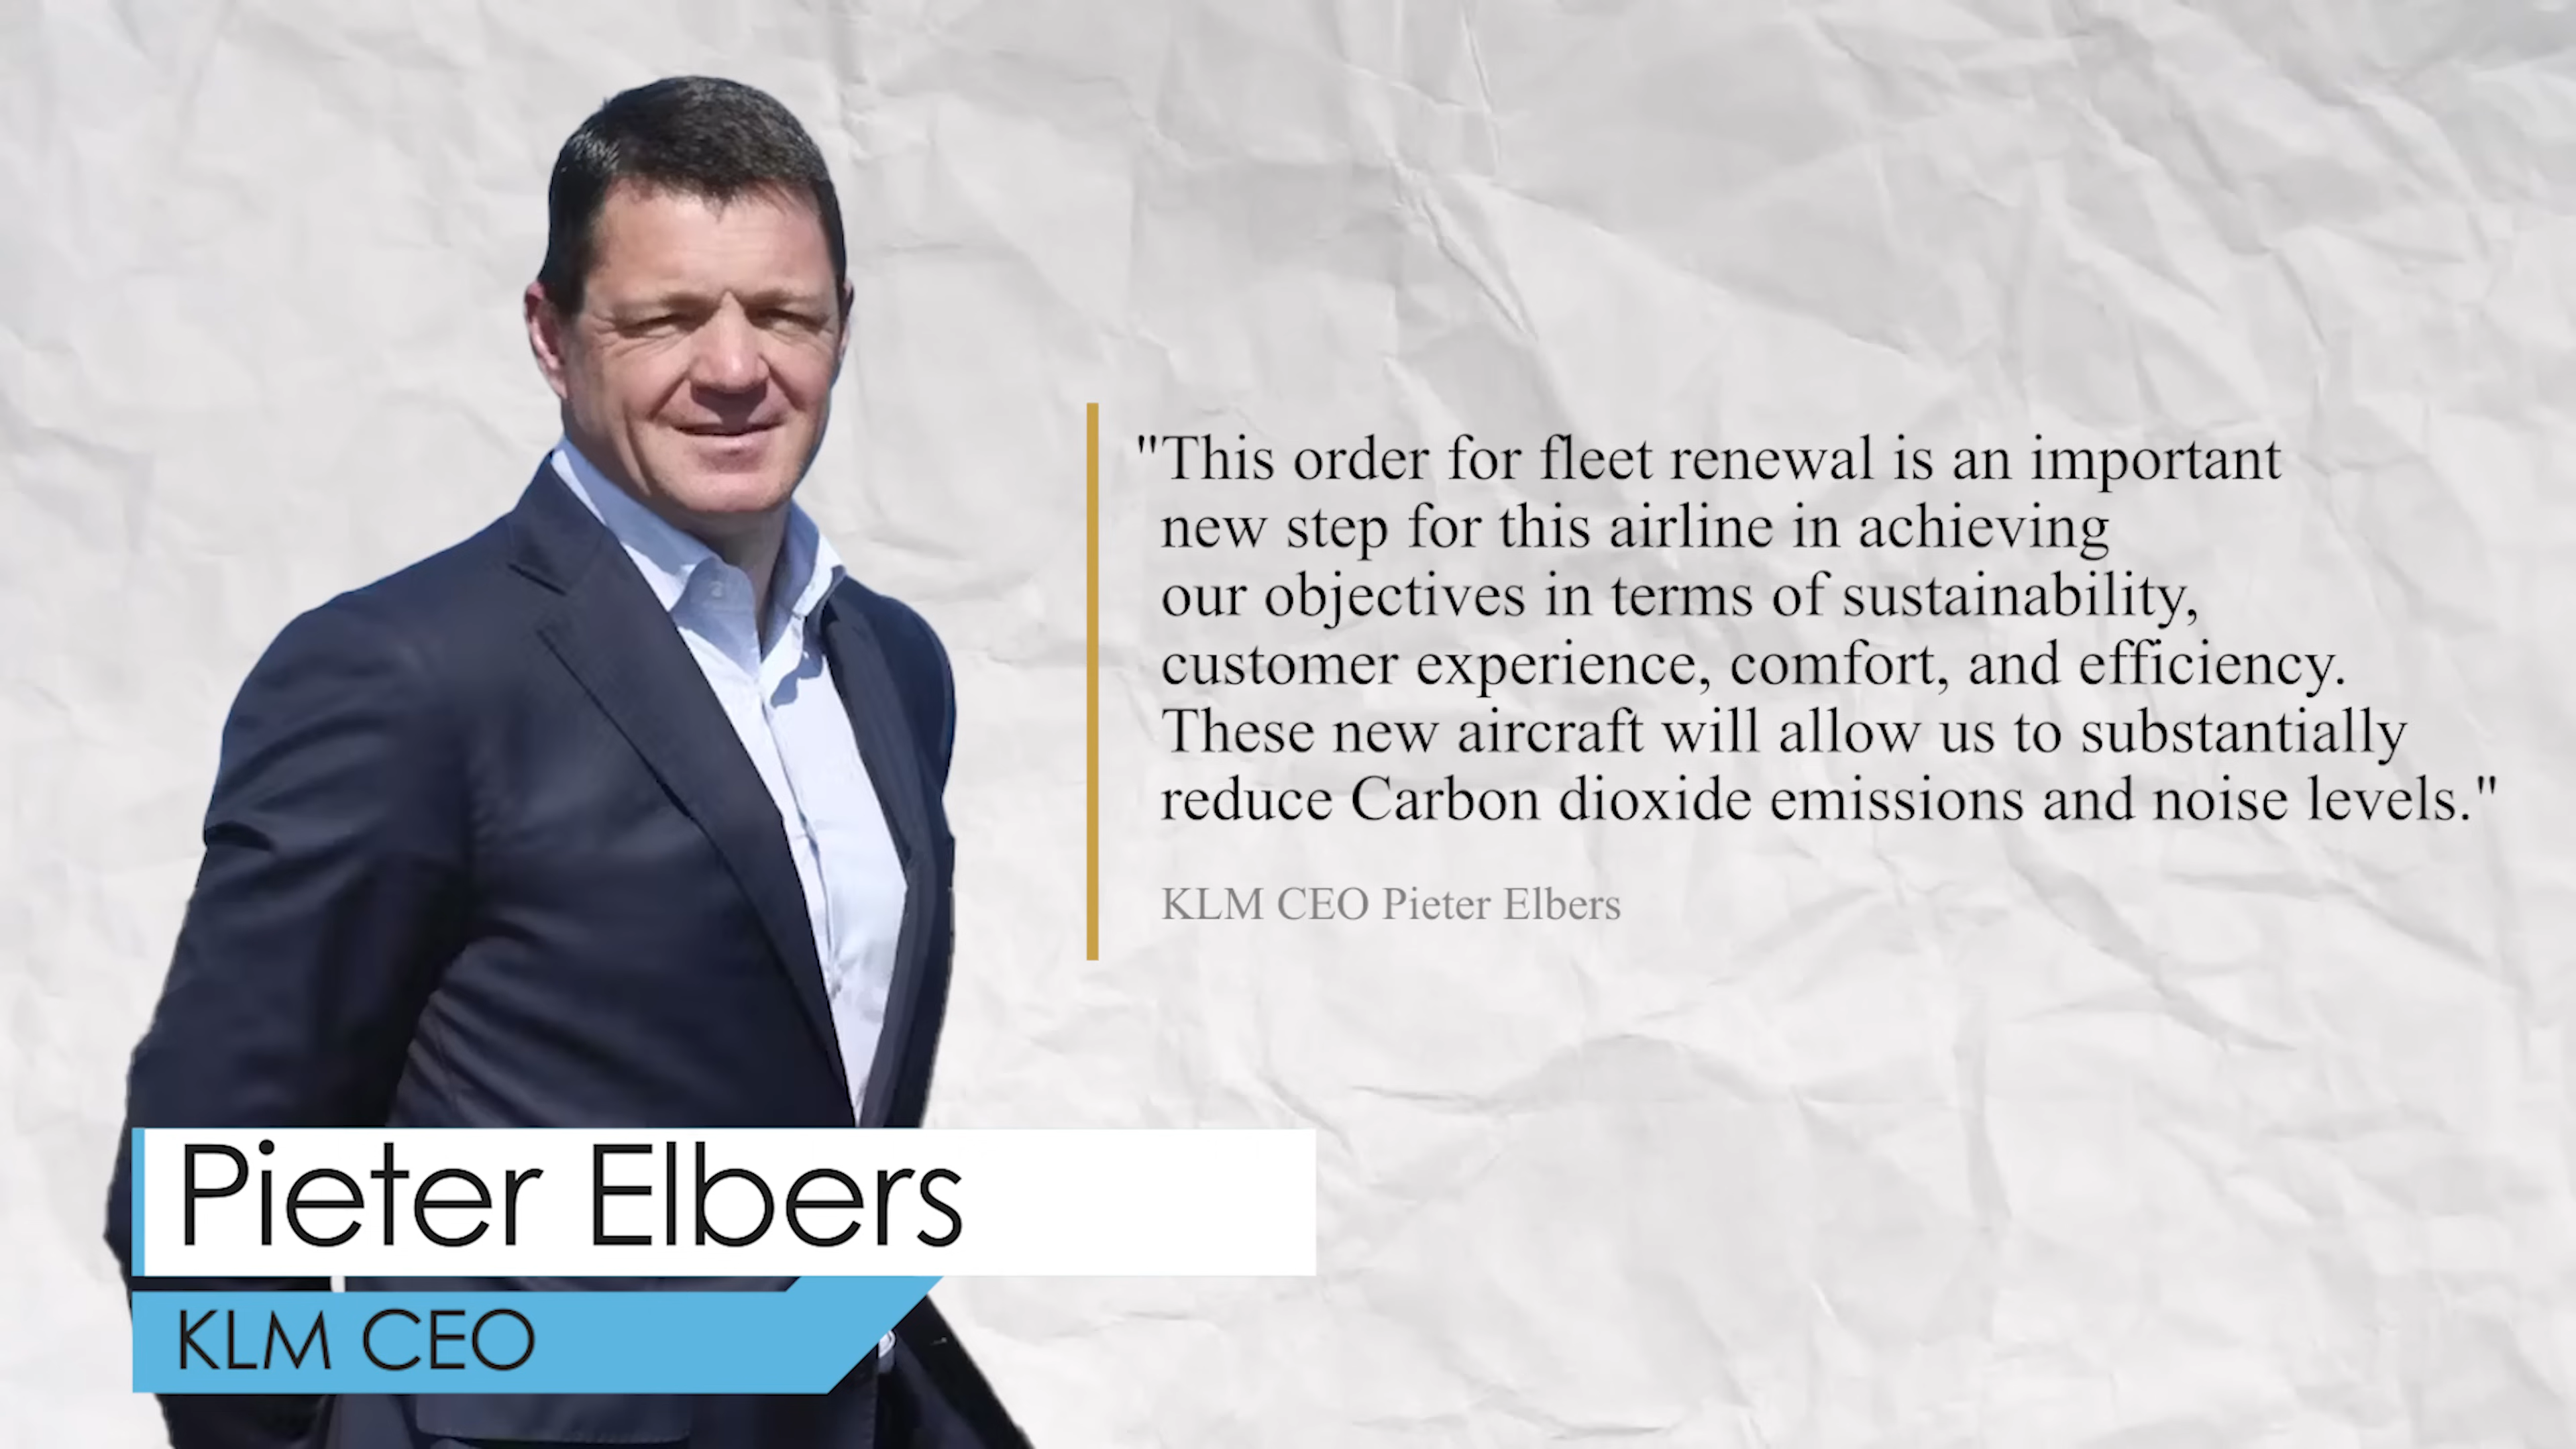 "This order for fleet renewal is an important
new step for this airline in achieving
our objectives in terms of sustainability,
customer experience, comfort, and efficiency.
These new aircraft will allow us to substantially
reduce Carbon dioxide emissions and noise levels."
KLM CEO Pieter Elbers
Pieter Elbers
KLM CEO